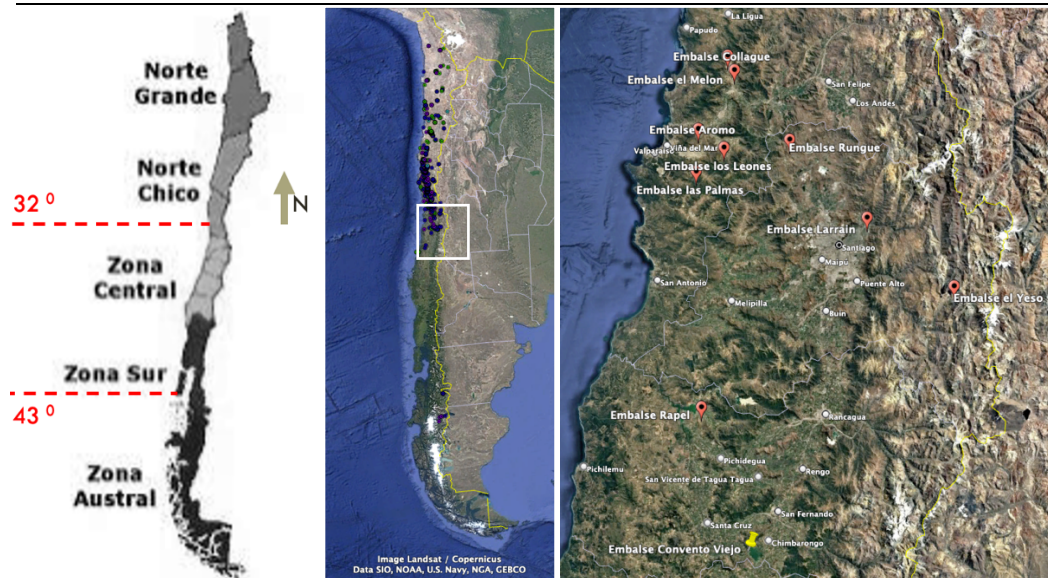 Norte
Grande
Norte
Chico
N
32 º
Zona
Central
Zona Sur
43 º
Zona
Austral
Image Landsat / Copernicus
Data SIO, NOAA, U.S. Navy, NGA, GEBCO
La Ligua
Papudo
Embalse Collague
Embalse el Melon
San Felipe
Los Andes
Embalse Aromo
Valparaíso
Viña del Mar
Embalse Rungue
Embalse los Leones
Embalse las Palmas
Embalse Larraín
Santiago
Maipú
San Antonio
Puente Alto
Embalse el Yeso
Melipilla
Buin
Embalse Rapel
Rancagua
Pichilemu
Pichidegua
Rengo
San Vicente de Tagua Tagua
Santa Cruz
San Fernando
Embalse Convento Viejo
Chimbarongo